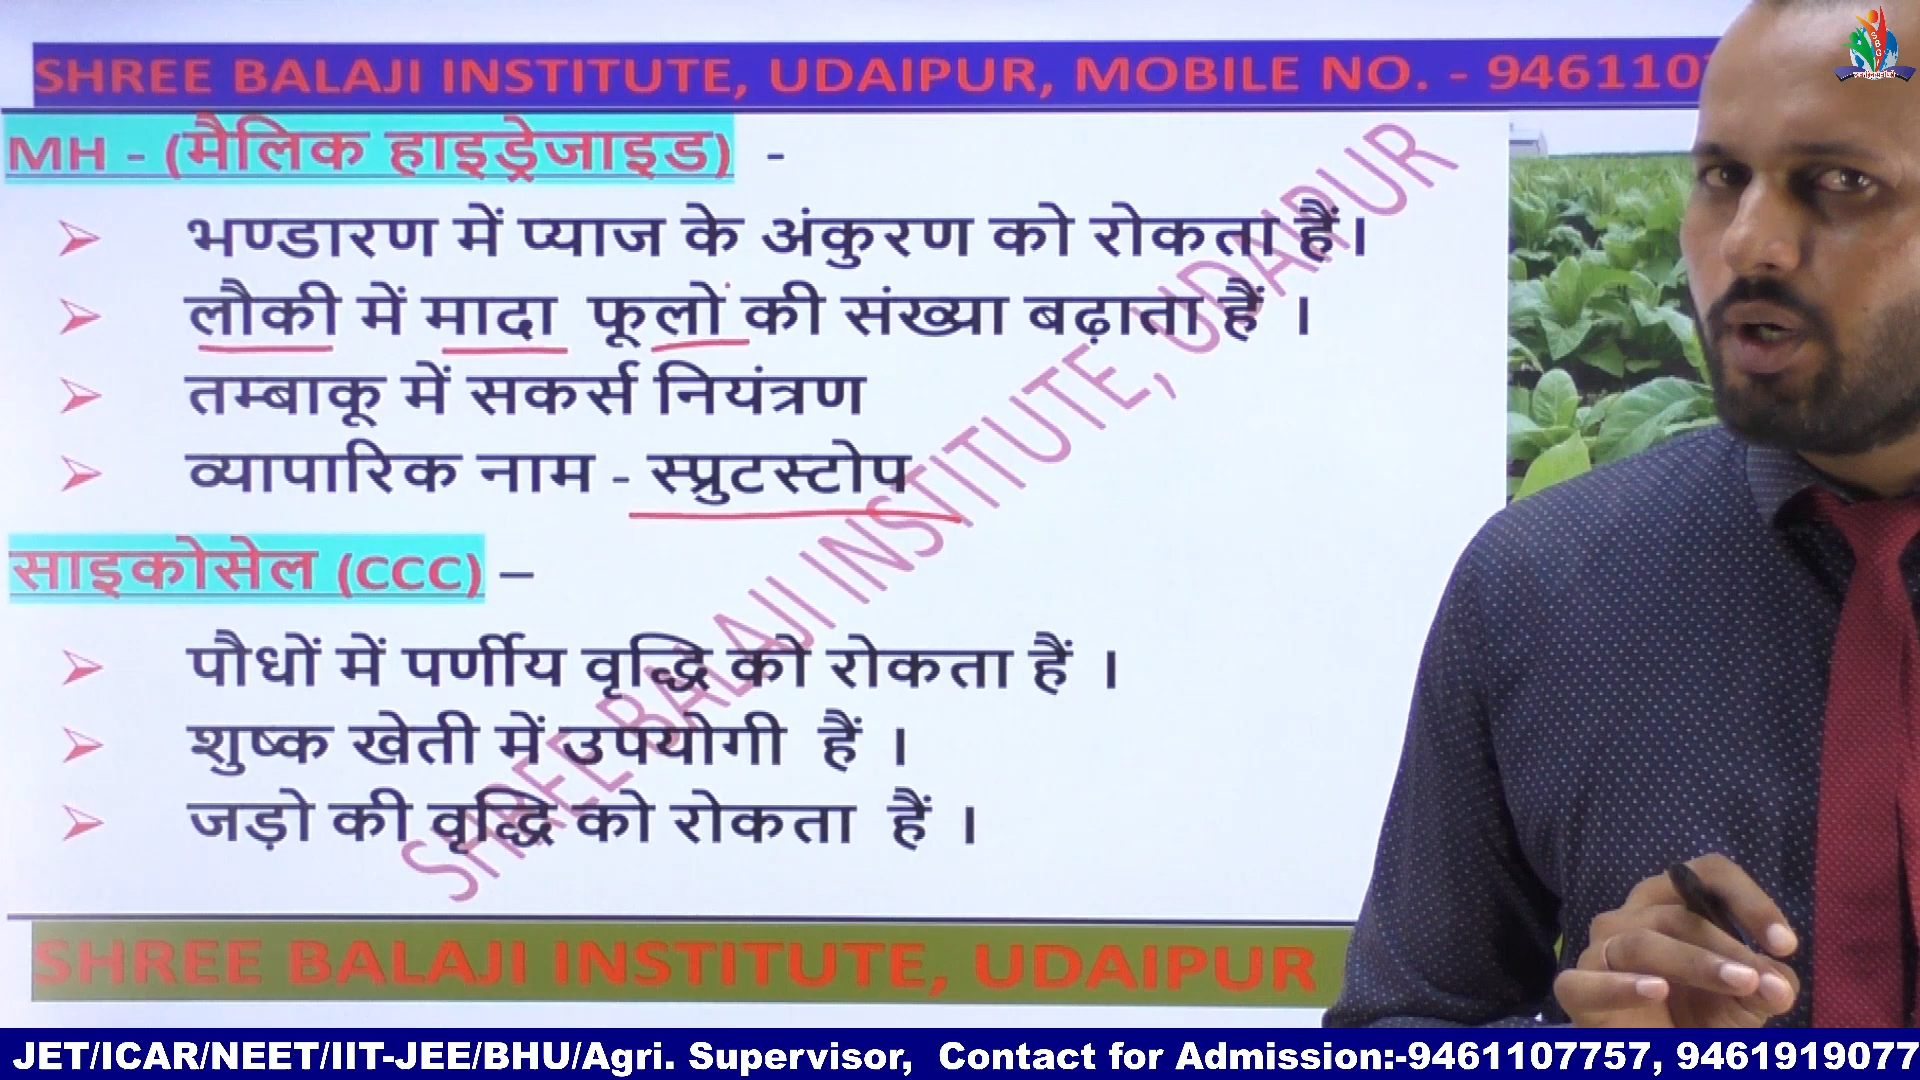 SHREE BALAJI INSTITUTE, UDAIPUR, MOBILE NO. - 946110
MH - (मैलिक हाइड्रेजाइड) -
➢ भण्डारण में प्याज के अंकुरण को रोकता हैं।
➢ लौकी में मादा फूलों की संख्या बढ़ाता हैं ।
➢ तम्बाकू में सकर्स नियंत्रण
➢ व्यापारिक नाम - स्प्रुटस्टोप
साइकोसेल (CCC) –
➢ पौधों में पर्णीय वृद्धि को रोकता हैं ।
➢ शुष्क खेती में उपयोगी हैं ।
➢ जड़ो की वृद्धि को रोकता हैं ।
SHREE BALAJI INSTITUTE, UDAIPUR
SHREE BALAJI INSTITUTE, UDAIPUR
JET/ICAR/NEET/IIT-JEE/BHU/Agri. Supervisor, Contact for Admission:-9461107757, 9461919077